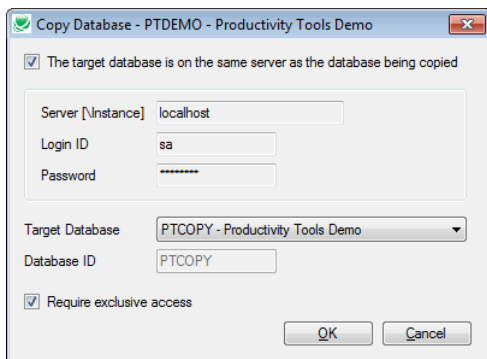 Copy Database - PTDEMO - Productivity Tools Demo
The target database is on the same server as the database being copied
Server [\Instance] localhost
Login ID sa
Password ********
Target Database PTCOPY - Productivity Tools Demo
Database ID PTCOPY
Require exclusive access
OK Cancel